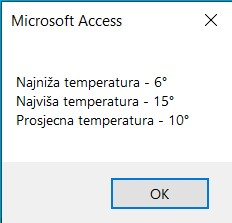 Microsoft Access
Najniža temperatura - 6°
Najviša temperatura - 15°
Prosjecna temperatura - 10°
OK